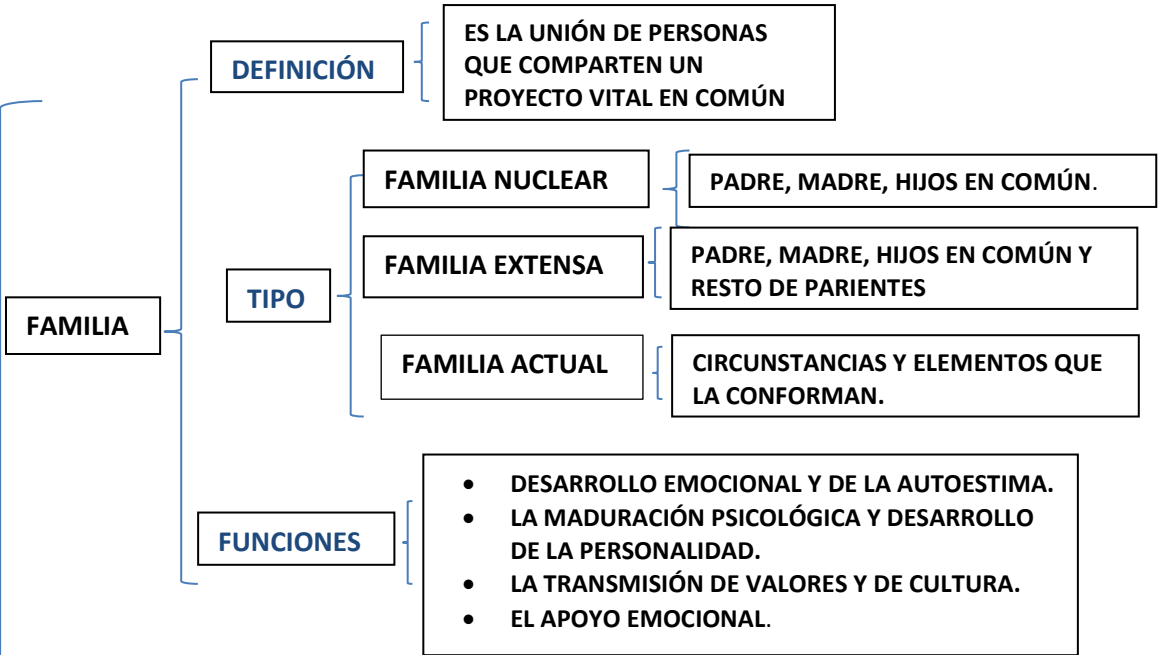 FAMILIA
DEFINICIÓN
ES LA UNIÓN DE PERSONAS
QUE COMPARTEN UN
PROYECTO VITAL EN COMÚN
TIPO
FAMILIA NUCLEAR
PADRE, MADRE, HIJOS EN COMÚN.
FAMILIA EXTENSA
PADRE, MADRE, HIJOS EN COMÚN Y
RESTO DE PARIENTES
FAMILIA ACTUAL
CIRCUNSTANCIAS Y ELEMENTOS QUE
LA CONFORMAN.
FUNCIONES
• DESARROLLO EMOCIONAL Y DE LA AUTOESTIMA.
• LA MADURACIÓN PSICOLÓGICA Y DESARROLLO
DE LA PERSONALIDAD.
• LA TRANSMISIÓN DE VALORES Y DE CULTURA.
• EL APOYO EMOCIONAL.